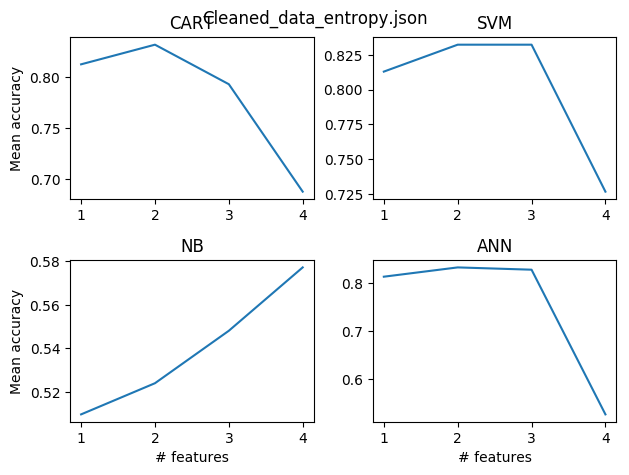 Cleaned_data_entropy.json
CART
SVM
Mean accuracy
0.80
0.75
0.70
1 2 3 4
0.825
0.800
0.775
0.750
0.725
1 2 3 4
NB
ANN
Mean accuracy
0.58
0.56
0.54
0.52
1 2 3 4
# features
0.8
0.7
0.6
1 2 3 4
# features